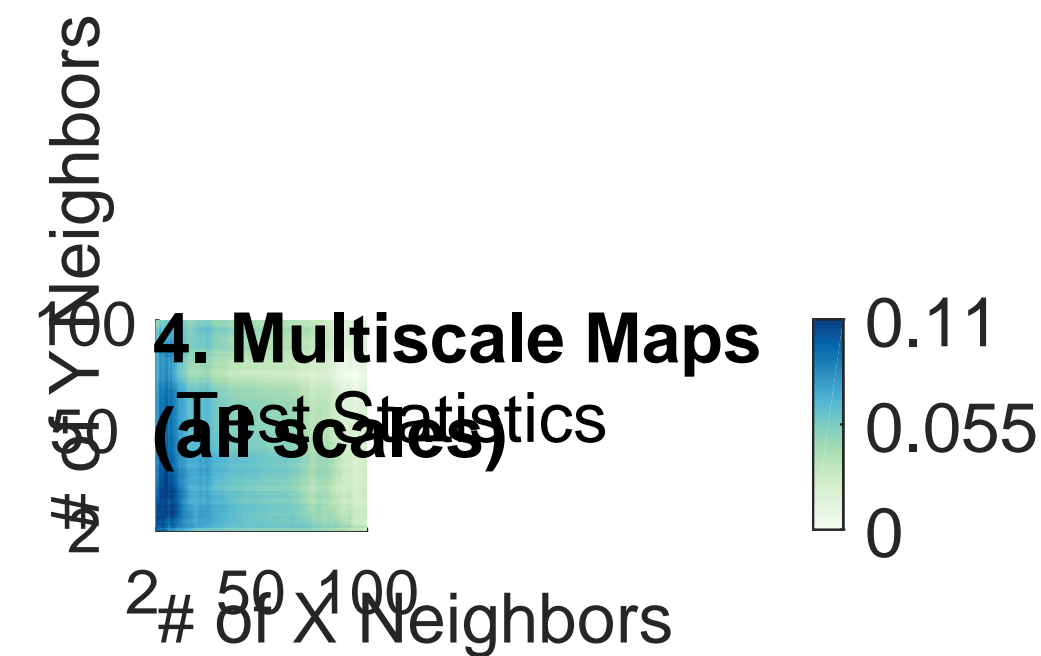 # of Y Neighbors
100
50
2
4. Multiscale Maps
(all scales)
Test Statistics
2 50 100
# of X Neighbors
0.11
0.055
0